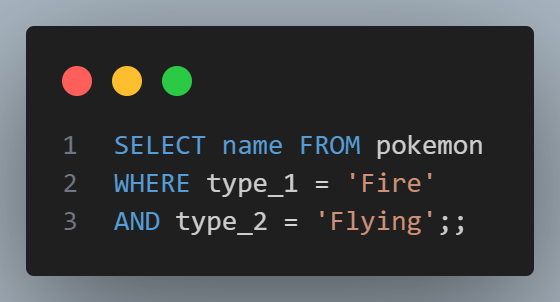 1 SELECT name FROM pokemon
2 WHERE type_1 = 'Fire'
3 AND type_2 = 'Flying';;